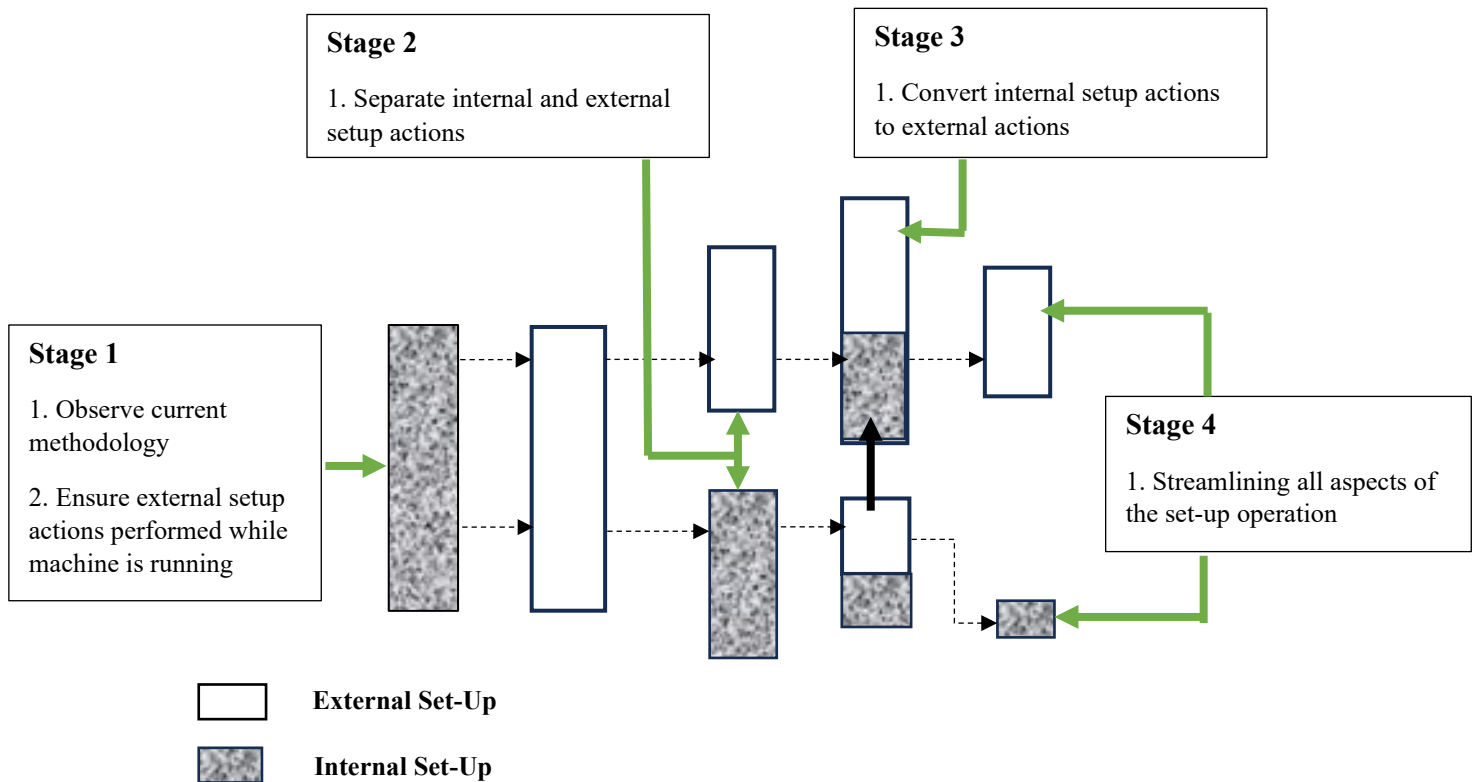 Stage 2
1. Separate internal and external
setup actions
Stage 3
1. Convert internal setup actions
to external actions
Stage 1
1. Observe current
methodology
2. Ensure external setup
actions performed while
machine is running
Stage 4
1. Streamlining all aspects of
the set-up operation
External Set-Up
Internal Set-Up